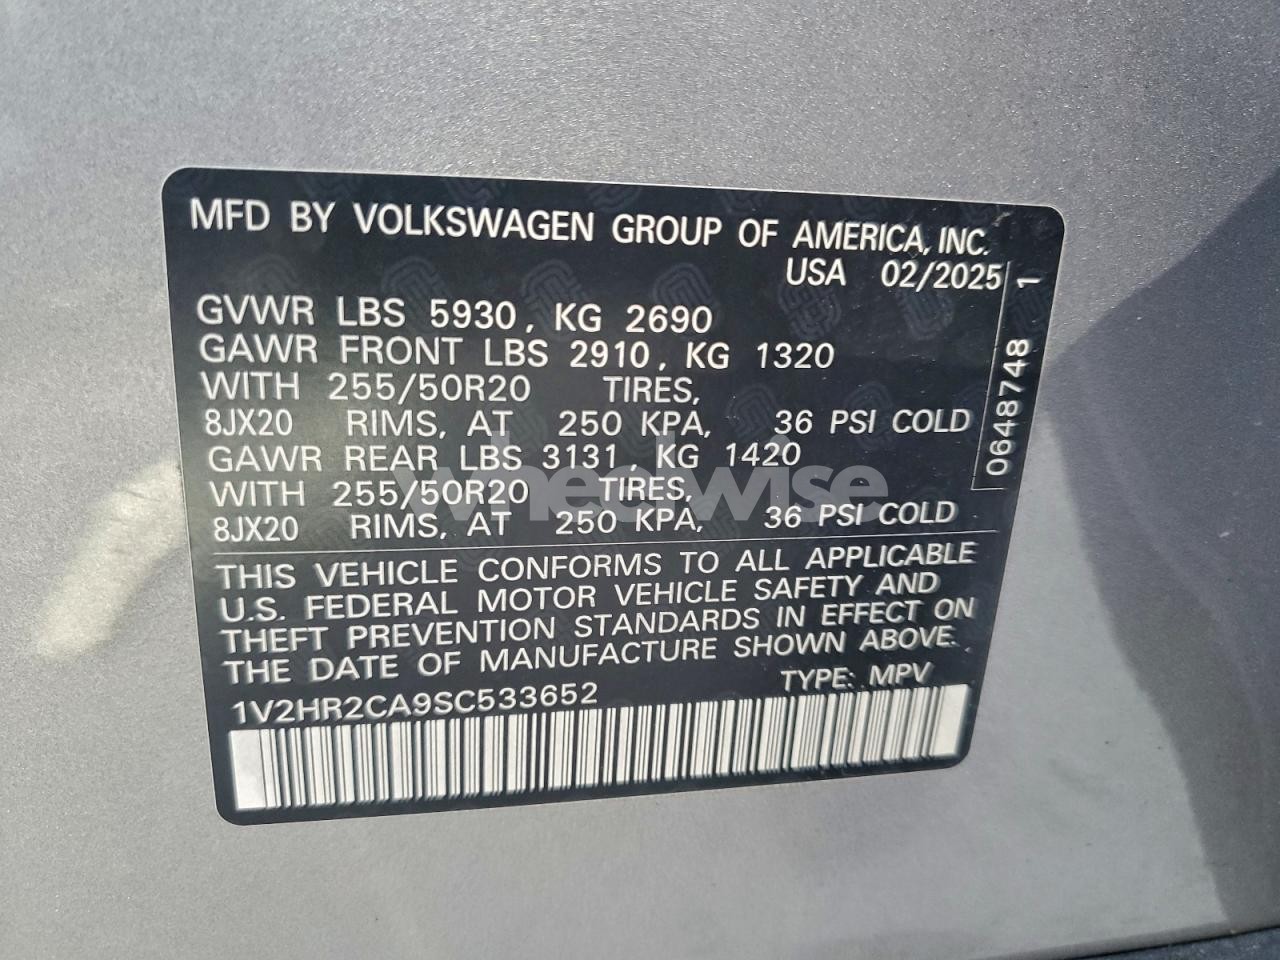 MFD BY VOLKSWAGEN GROUP OF AMERICA, INC.
USA 02/2025
GVWR LBS 5930, KG 2690
GAWR FRONT LBS 2910, KG 1320
WITH 255/50R20 TIRES,
8JX20 RIMS, AT 250 KPA, 36 PSI COLD
GAWR REAR LBS 3131, KG 1420
WITH 255/50R20 TIRES,
8JX20 RIMS, AT 250 KPA, 36 PSI COLD
0648748 1
wheelwise
THIS VEHICLE CONFORMS TO ALL APPLICABLE
U.S. FEDERAL MOTOR VEHICLE SAFETY AND
THEFT PREVENTION STANDARDS IN EFFECT ON
THE DATE OF MANUFACTURE SHOWN ABOVE.
TYPE: MPV
1V2HR2CA9SC533652